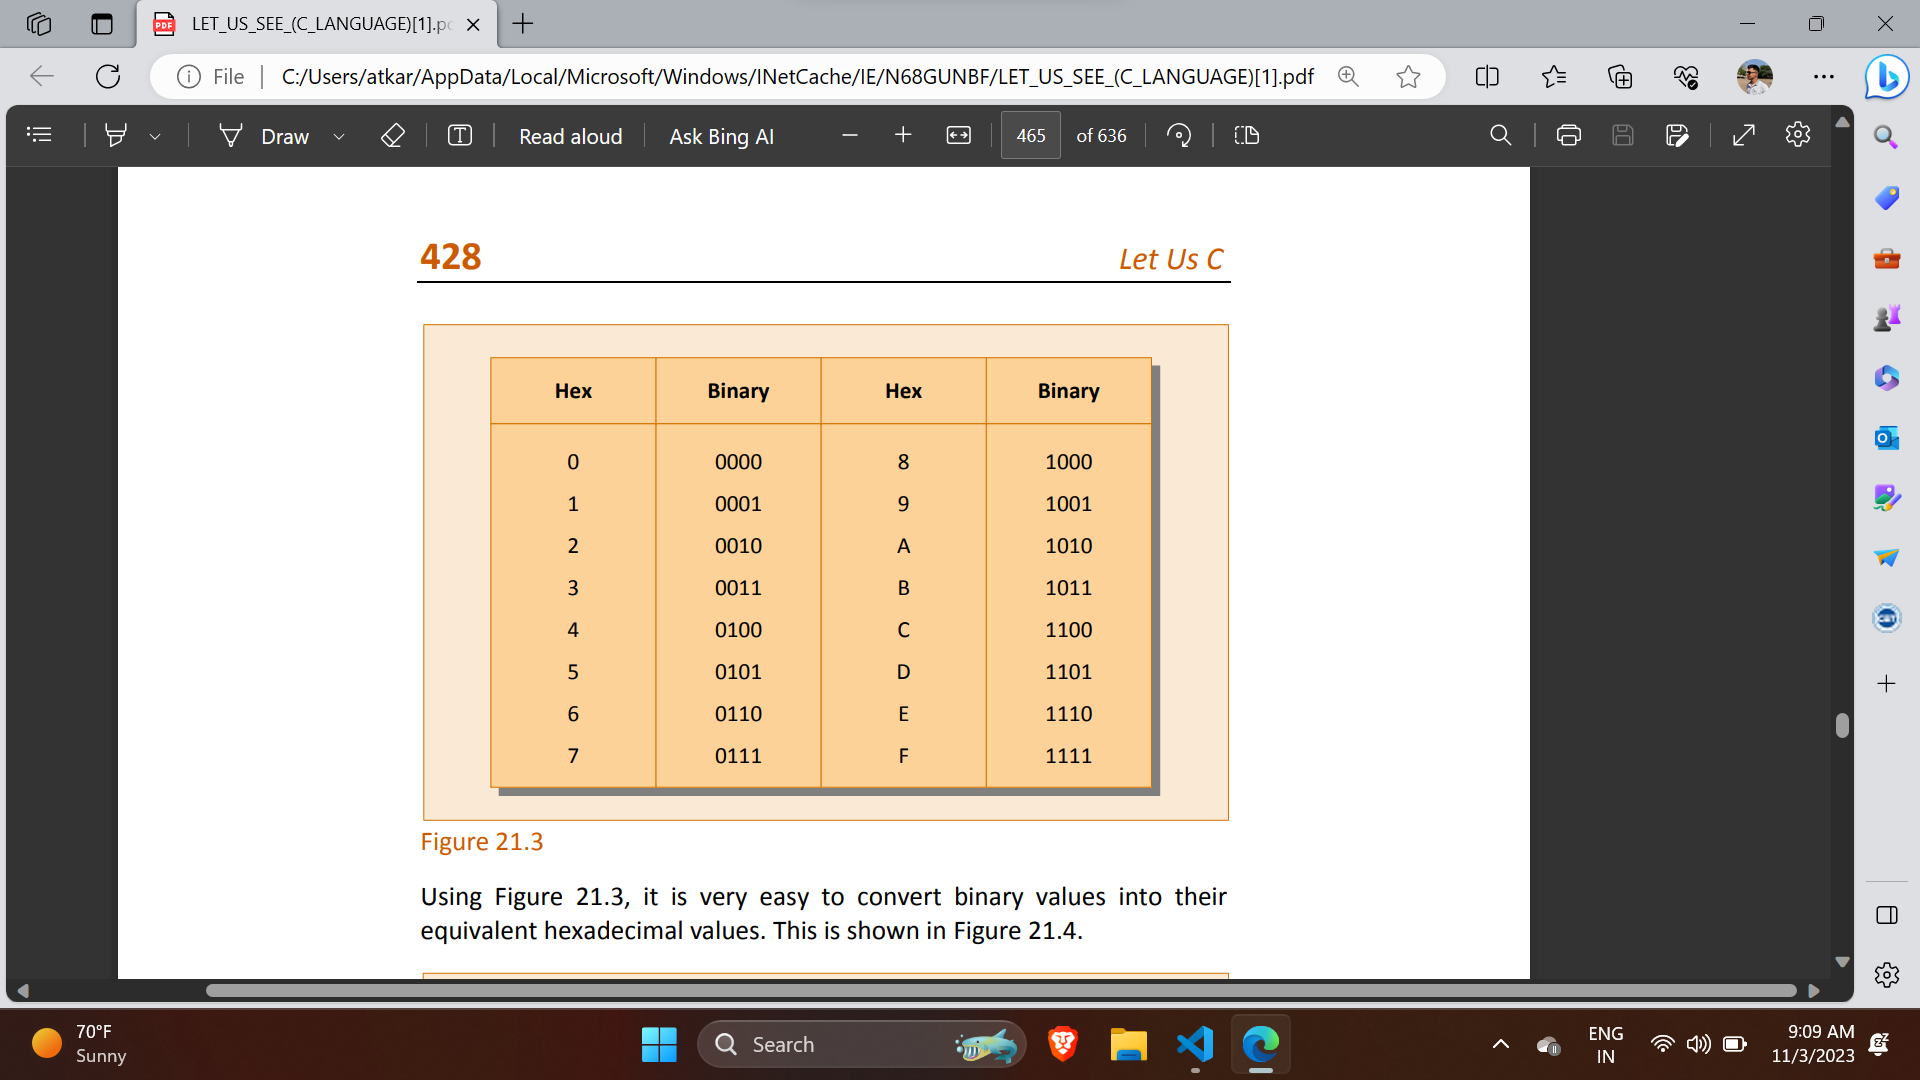 LET_US_SEE_(C_LANGUAGE)[1].pd
File
C:/Users/atkar/AppData/Local/Microsoft/Windows/INetCache/IE/N68GUNBF/LET_US_SEE_(C_LANGUAGE)[1].pdf
Draw
Read aloud
Ask Bing AI
465 of 636
428 Let Us C
Hex Binary Hex Binary
0 0000 8 1000
1 0001 9 1001
2 0010 A 1010
3 0011 B 1011
4 0100 C 1100
5 0101 D 1101
6 0110 E 1110
7 0111 F 1111
Figure 21.3
Using Figure 21.3, it is very easy to convert binary values into their
equivalent hexadecimal values. This is shown in Figure 21.4.
70°F
Sunny
Search
ENG
IN
9:09 AM
11/3/2023